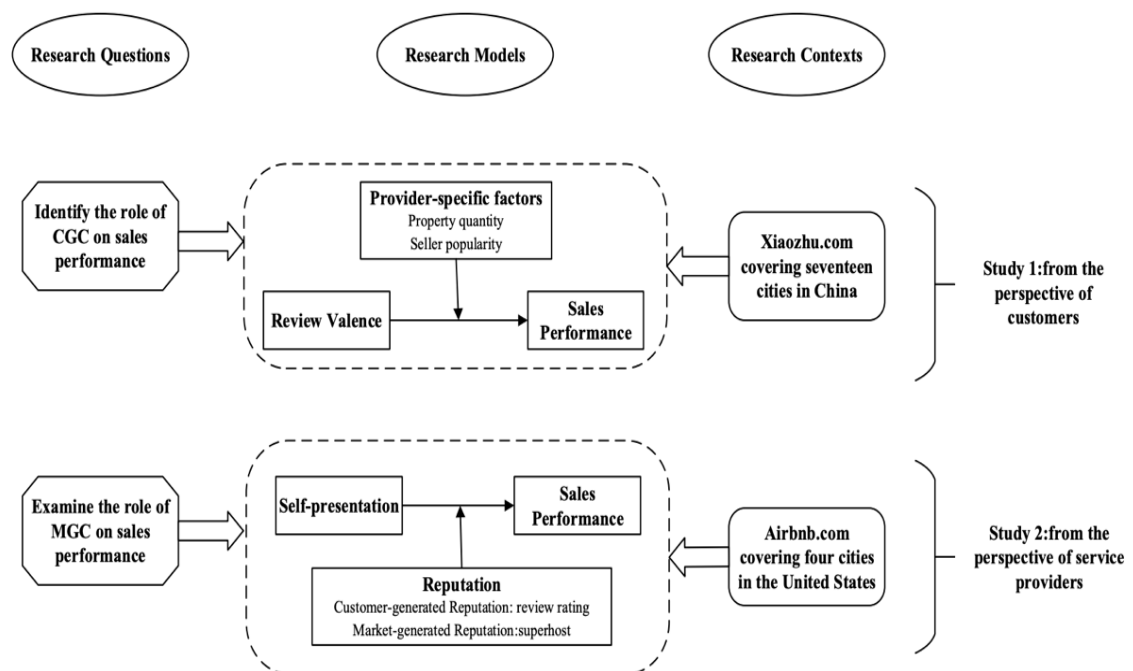 Research Questions
Research Models
Research Contexts
Identify the role of
CGC on sales
performance
Provider-specific factors
Property quantity
Seller popularity
Review Valence
Sales
Performance
Xiaozhu.com
covering seventeen
cities in China
Study 1:from the
perspective of
customers
Examine the role of
MGC on sales
performance
Self-presentation
Sales
Performance
Reputation
Customer-generated Reputation: review rating
Market-generated Reputation:superhost
Airbnb.com
covering four cities
in the United States
Study 2:from the
perspective of service
providers